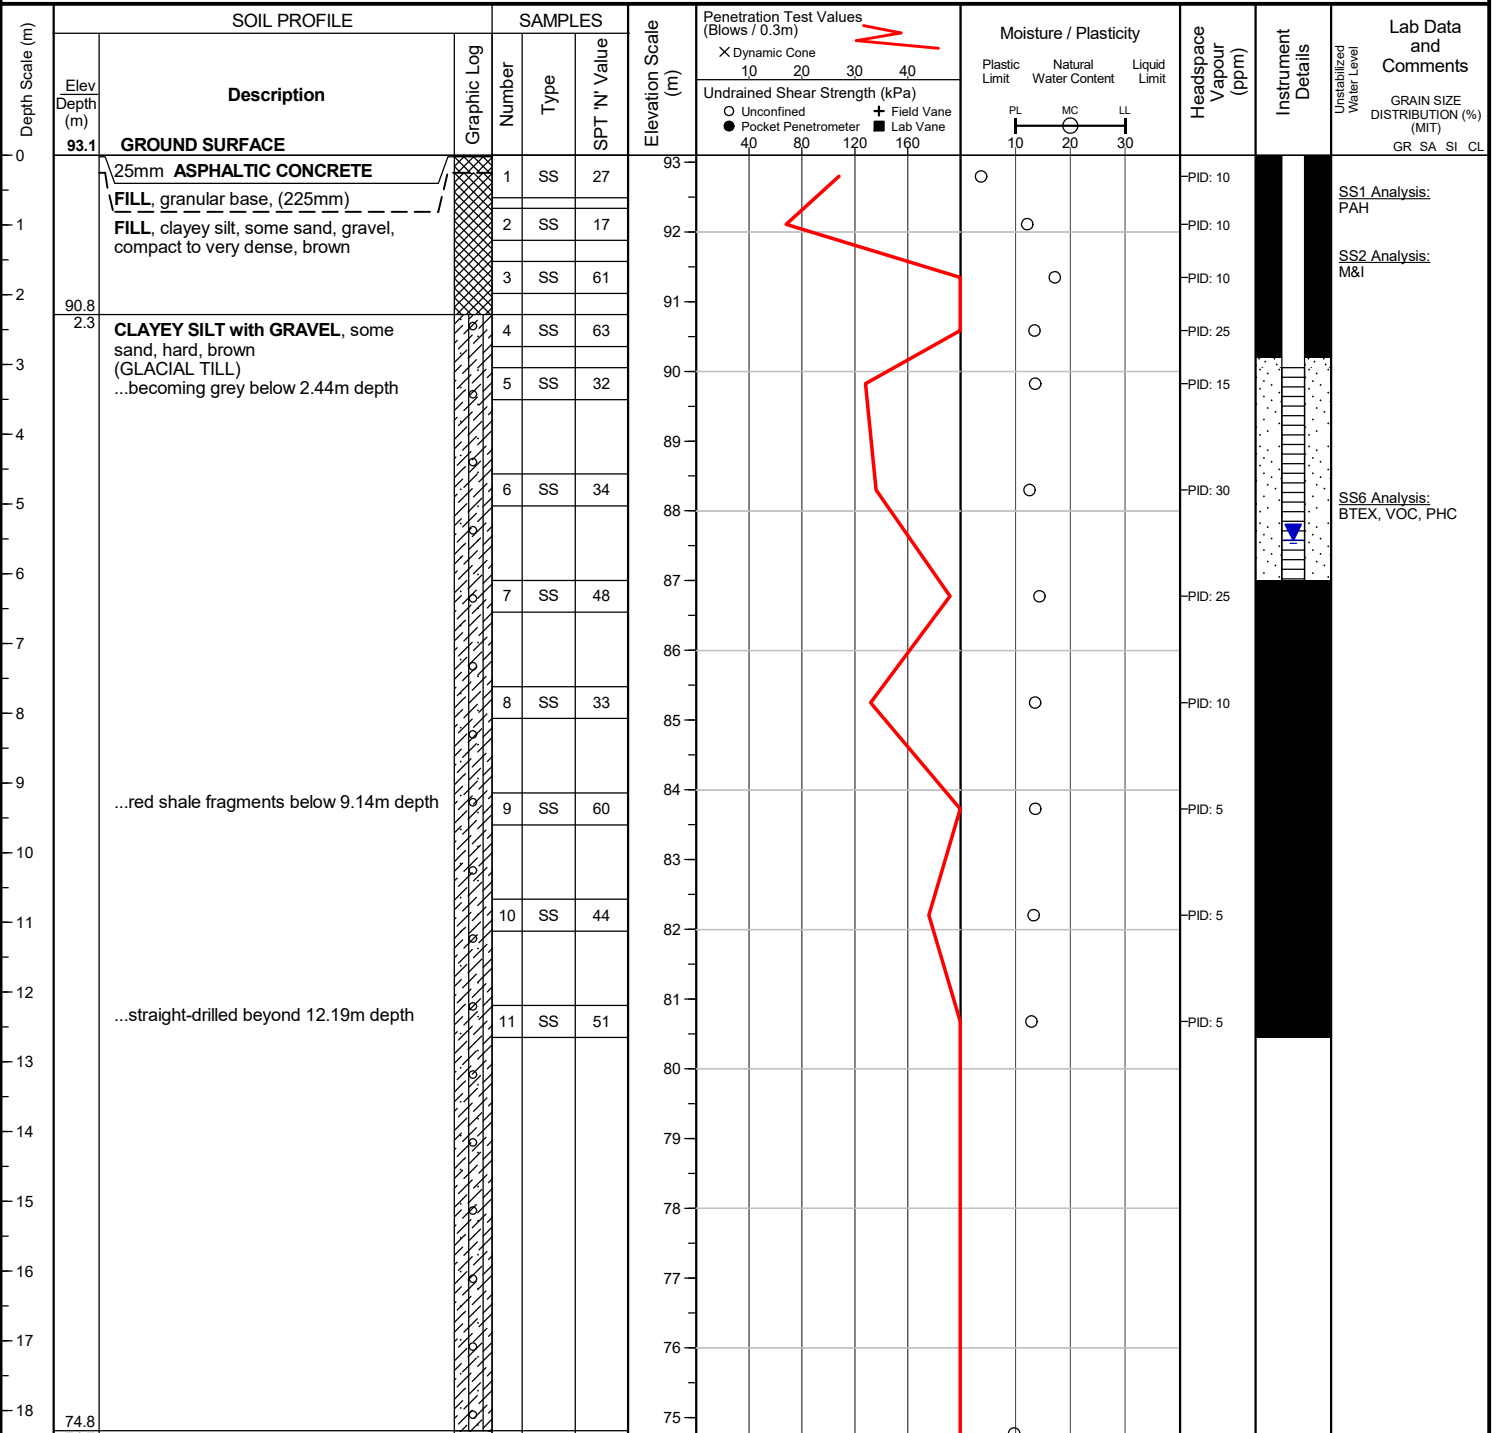 SOIL PROFILE
SAMPLES
Depth Scale (m)
Elev
Depth
(m)
Description
Graphic Log
Number
Type
SPT 'N' Value
Elevation Scale
(m)
Penetration Test Values
(Blows / 0.3m)
Dynamic Cone
10 20 30 40
Undrained Shear Strength (kPa)
Unconfined Field Vane
Pocket Penetrometer Lab Vane
40 80 120 160
Moisture / Plasticity
Plastic Natural Liquid
Limit Water Content Limit
PL MC LL
10 20 30
Headspace
Vapour
(ppm)
Instrument
Details
Unstabilized
Water Level
Lab Data
and
Comments
GRAIN SIZE
DISTRIBUTION (%)
(MIT)
GR SA SI CL
93.1 GROUND SURFACE
0
25mm ASPHALTIC CONCRETE
FILL, granular base, (225mm)
FILL, clayey silt, some sand, gravel,
compact to very dense, brown
90.8
2.3
CLAYEY SILT with GRAVEL, some
sand, hard, brown
(GLACIAL TILL)
...becoming grey below 2.44m depth
...red shale fragments below 9.14m depth
...straight-drilled beyond 12.19m depth
74.8
1
2
3
4
5
6
7
8
9
10
11
12
13
14
15
16
17
18
1 SS 27
2 SS 17
3 SS 61
4 SS 63
5 SS 32
6 SS 34
7 SS 48
8 SS 33
9 SS 60
10 SS 44
11 SS 51
93
92
91
90
89
88
87
86
85
84
83
82
81
80
79
78
77
76
75
PID: 10
PID: 10
PID: 10
PID: 25
PID: 15
PID: 30
PID: 25
PID: 10
PID: 5
PID: 5
PID: 5
SS1 Analysis:
PAH
SS2 Analysis:
M&I
SS6 Analysis:
BTEX, VOC, PHC